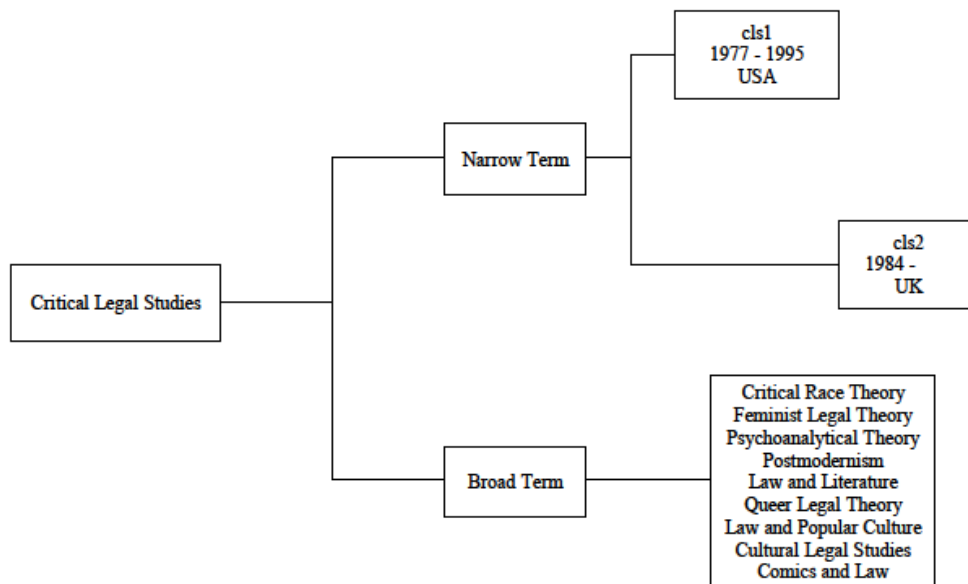 cls1
1977 - 1995
USA
Narrow Term
cls2
1984 -
UK
Critical Legal Studies
Critical Race Theory
Feminist Legal Theory
Psychoanalytical Theory
Postmodernism
Law and Literature
Queer Legal Theory
Law and Popular Culture
Cultural Legal Studies
Comics and Law
Broad Term